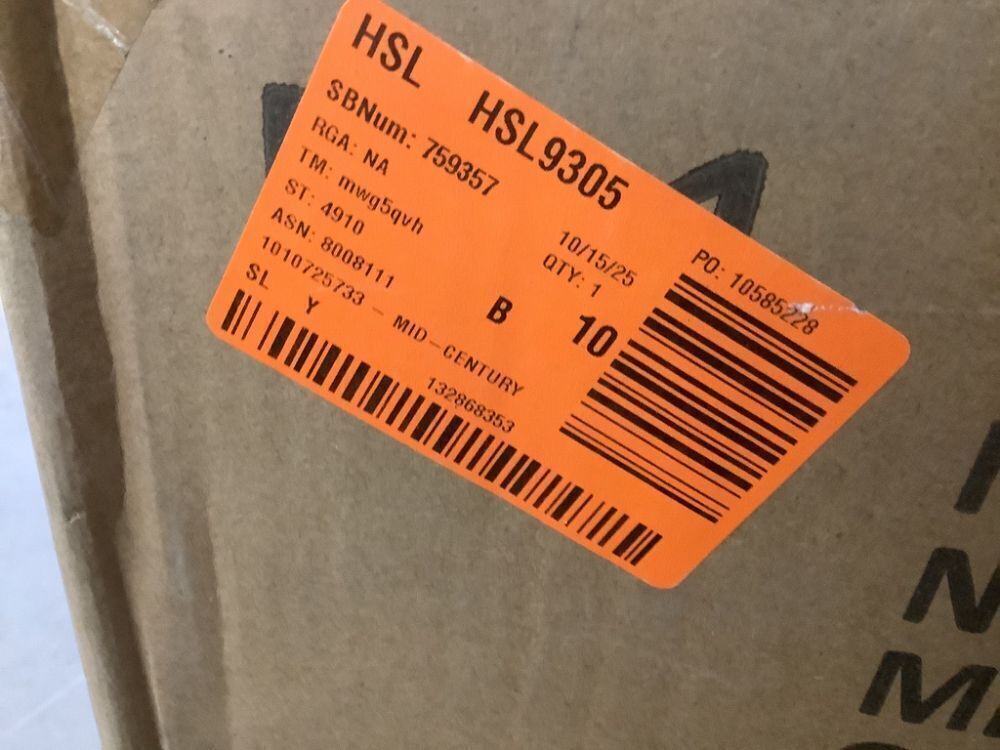 HSL
HSL9305
SBNum: 759357
RGA: NA
TM: mwg5qvh
ST: 4910
ASN: 8008111
1010725733 - MID-CENTURY
SL Y
132868353
10/15/25
QTY: 1
B 10
PO: 10585228